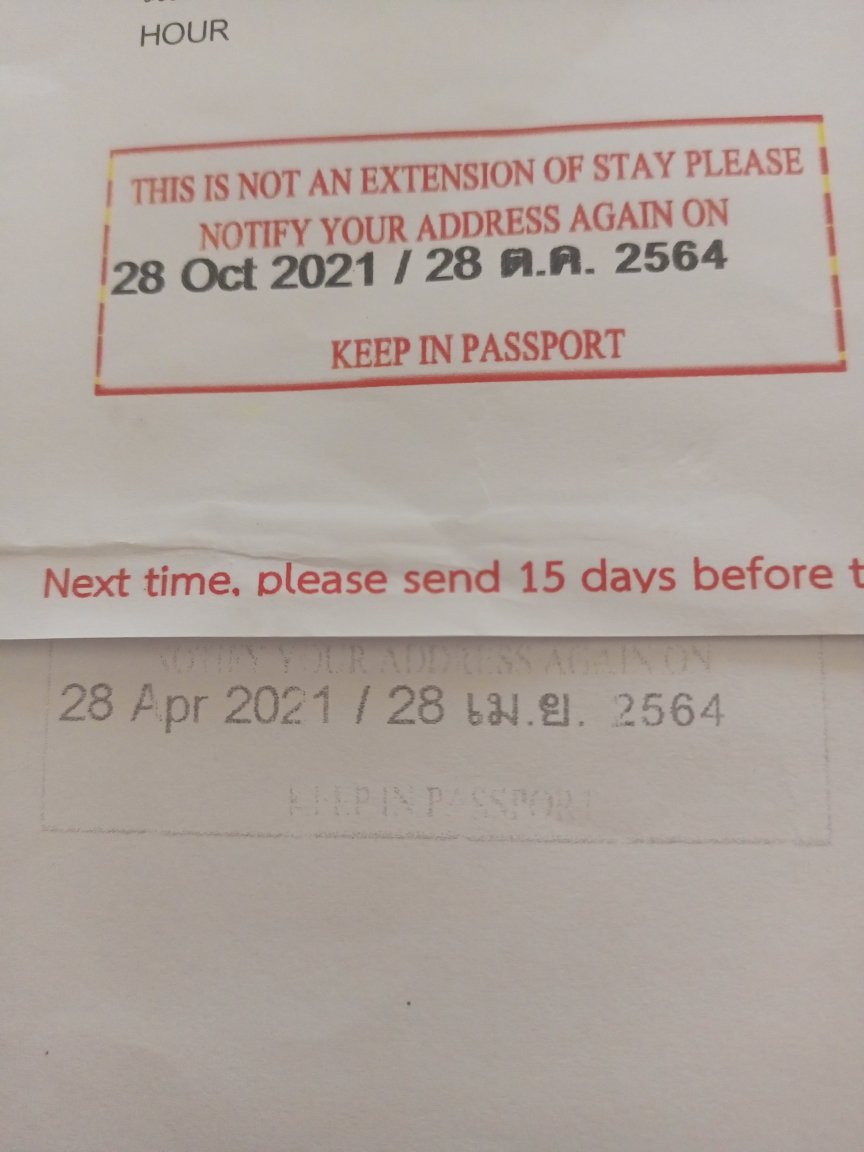 HOUR
THIS IS NOT AN EXTENSION OF STAY PLEASE
NOTIFY YOUR ADDRESS AGAIN ON
28 Oct 2021 / 28 ต.ค. 2564
KEEP IN PASSPORT
Next time, please send 15 days before
NOTIFY YOUR ADDRESS AGAIN ON
28 Apr 2021 / 28 เม.ย. 2564
KEEP IN PASSPORT